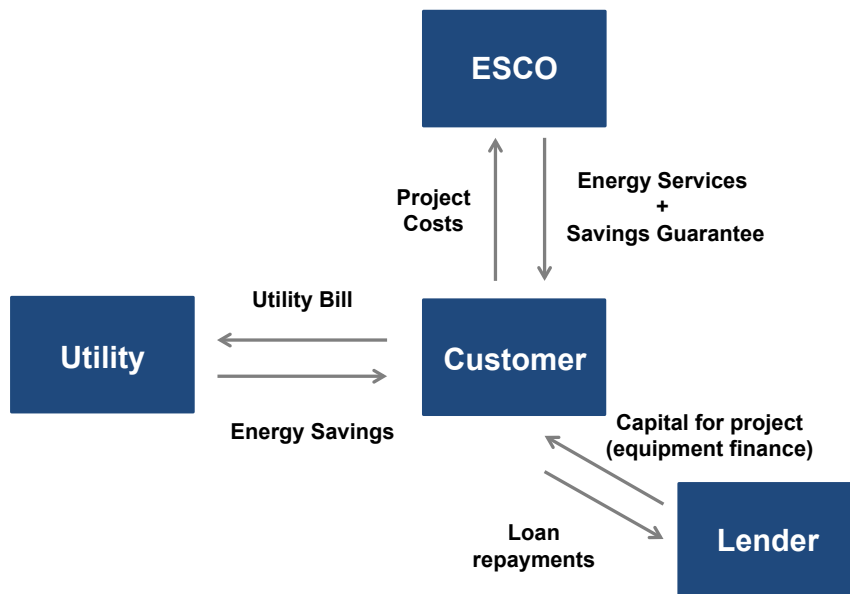 ESCO
Project
Costs
Energy Services
+
Savings Guarantee
Utility Bill
Utility
Customer
Energy Savings
Capital for project
(equipment finance)
Loan
repayments
Lender